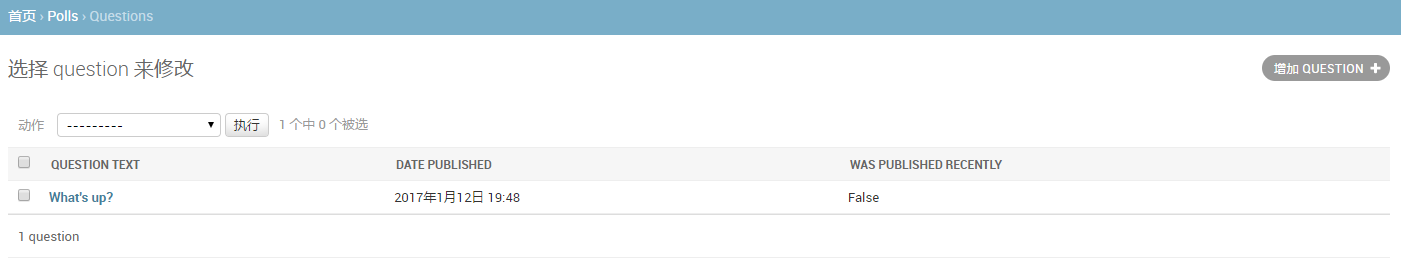 首页 › Polls › Questions
选择 question 来修改
增加 QUESTION +
动作 --------- 执行 1 个中 0 个被选
QUESTION TEXT DATE PUBLISHED WAS PUBLISHED RECENTLY
What's up? 2017年1月12日 19:48 False
1 question